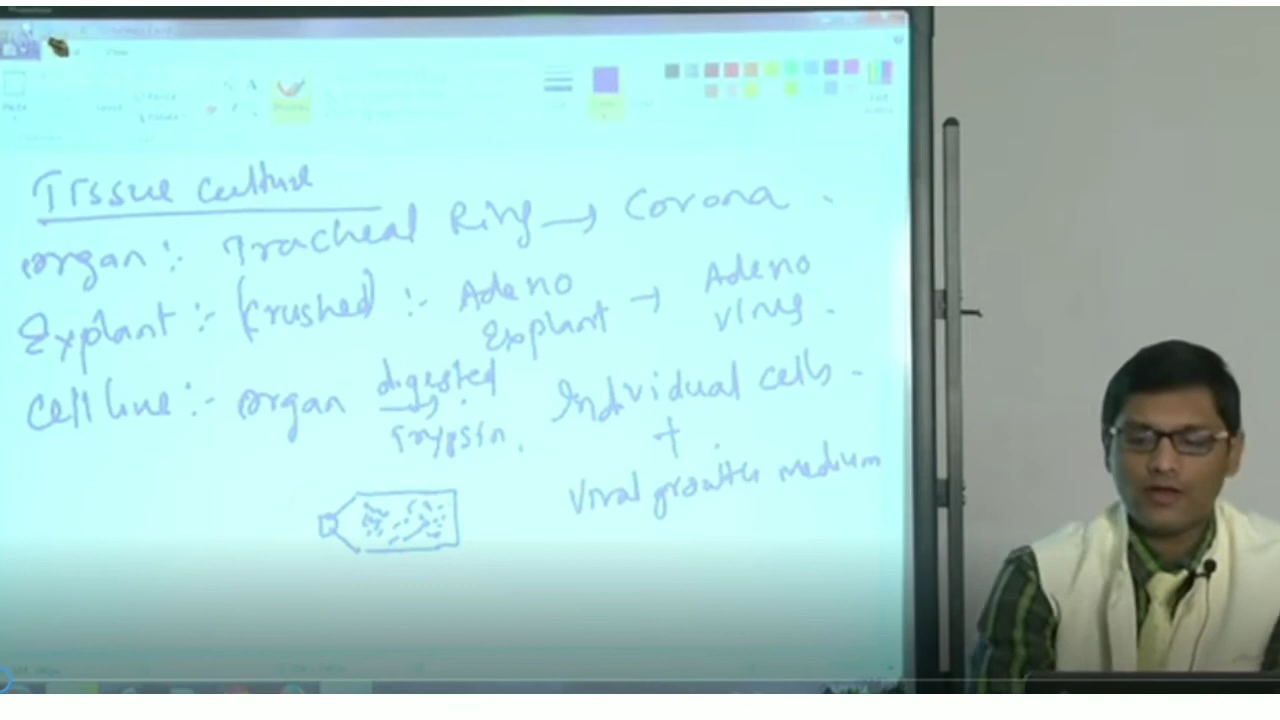 Tissue culture
organ :- Tracheal Ring → Corona .
Explant :- (Crushed) :- Adeno Explant → Adeno virus .
Cell line :- organ digested → Trypsin . Individual cells .
+
Viral growth medium